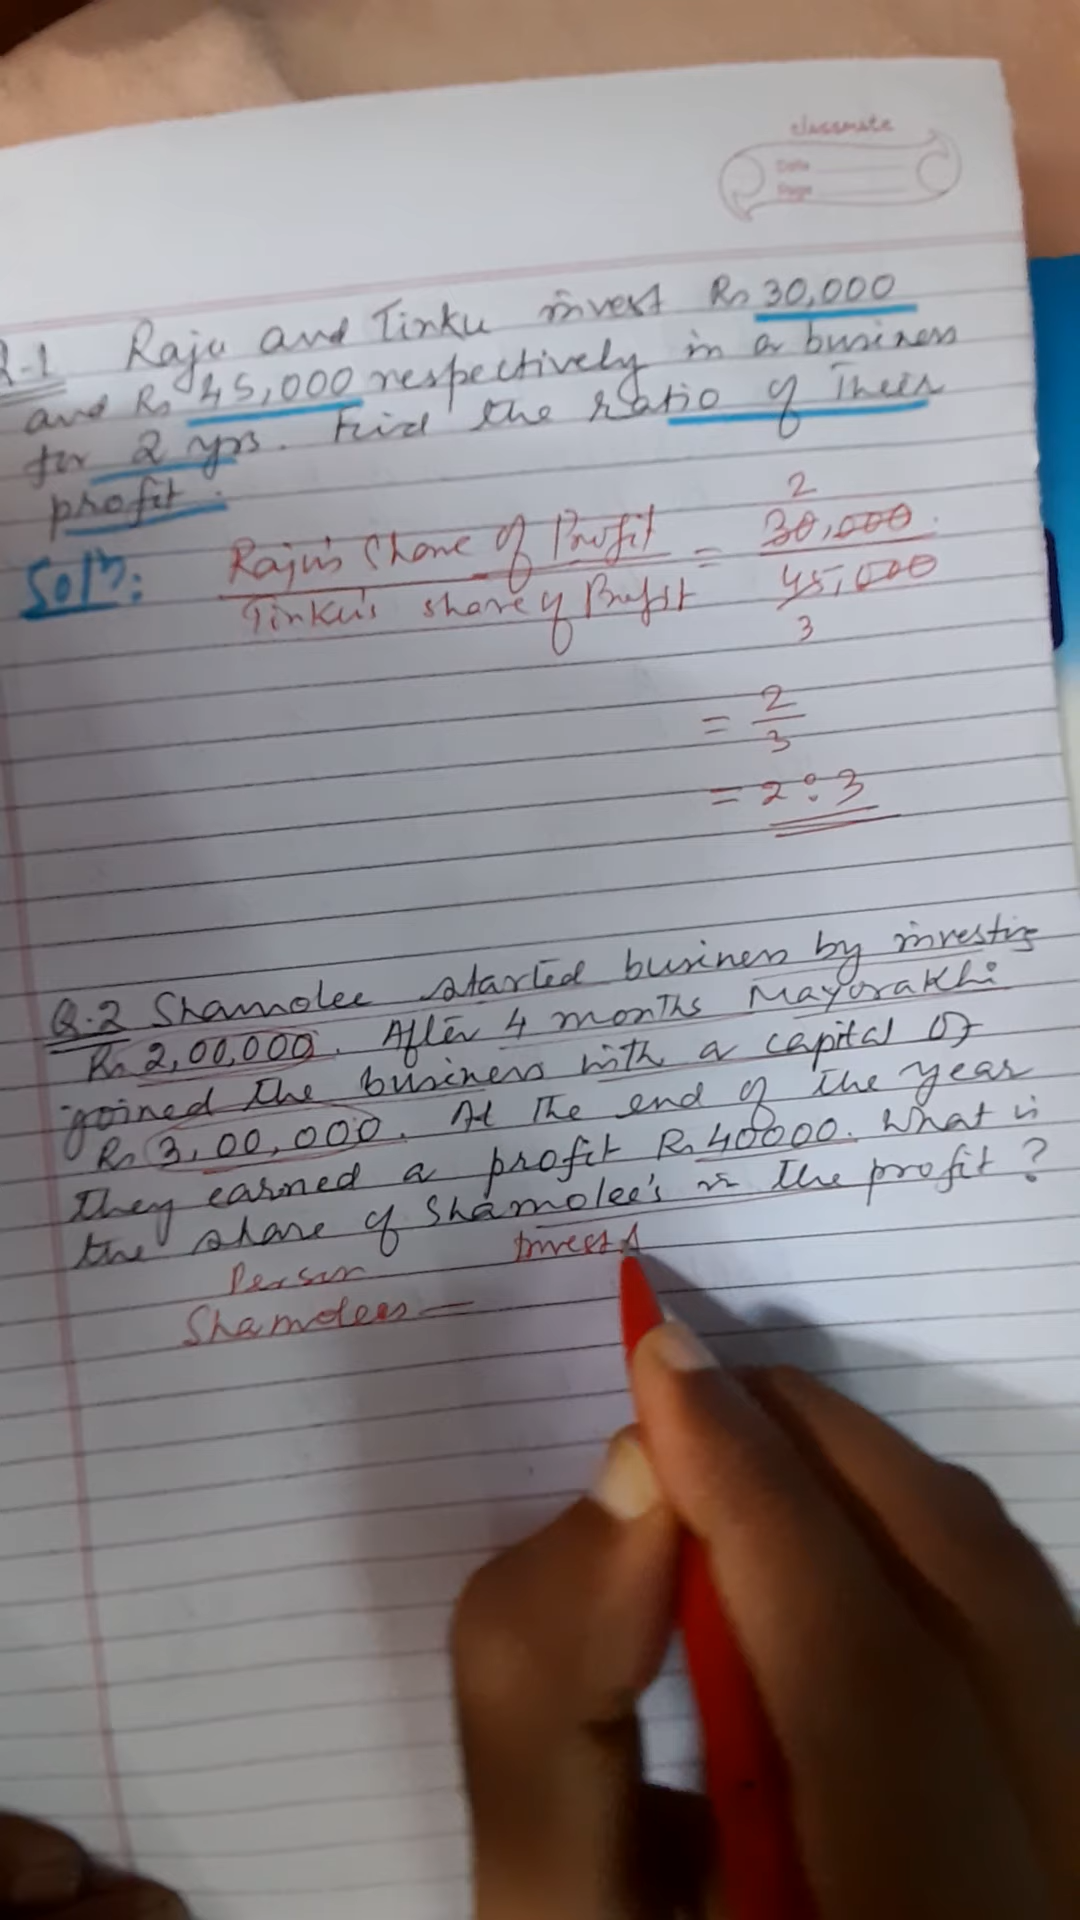 classmate
Date
Page
Q-1 Raju and Tinku invest Rs 30,000
and Rs 45,000 respectively in a business
for 2 yrs. Find the ratio of Their
profit.
Soln: Raju's Share of Profit = 2
30,000
Tinku's share of Profit 45,000
3
= 2
3
= 2:3
Q.2 Shamolee started business by investing
Rs 2,00,000. After 4 months Mayorakhi
joined the business with a capital of
Rs 3,00,000. At the end of the year
they earned a profit Rs 40000. What is
the share of Shamolee's in the profit?
Person Invest
Shamolees =